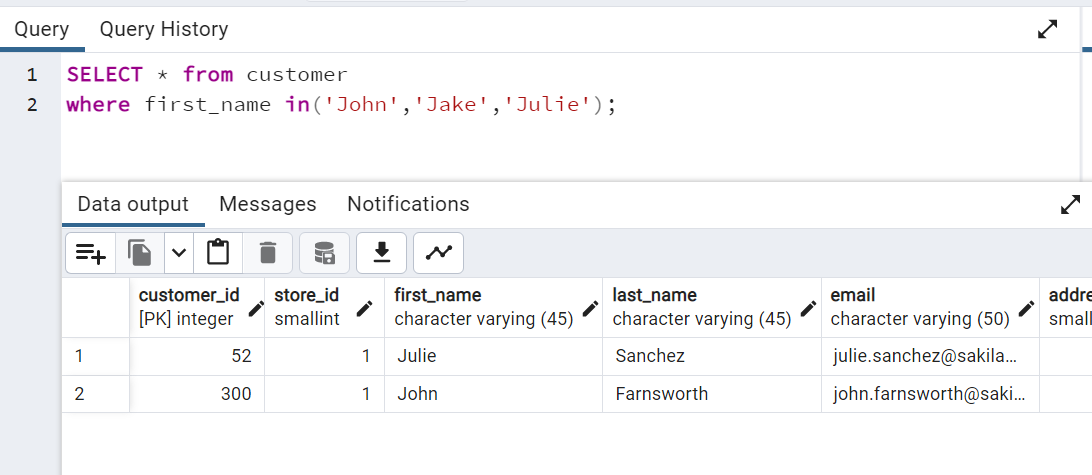 Query Query History
1 SELECT * from customer
2 where first_name in('John','Jake','Julie');
Data output Messages Notifications
customer_id store_id first_name last_name email addre
[PK] integer smallint character varying (45) character varying (45) character varying (50) small
1 52 1 Julie Sanchez julie.sanchez@sakila...
2 300 1 John Farnsworth john.farnsworth@saki...